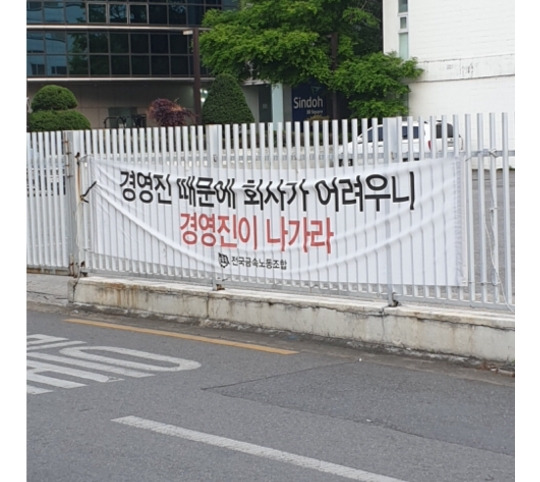 Sindoh
경영진 때문에 회사가 어려우니
경영진이 나가라
전국금속노동조합